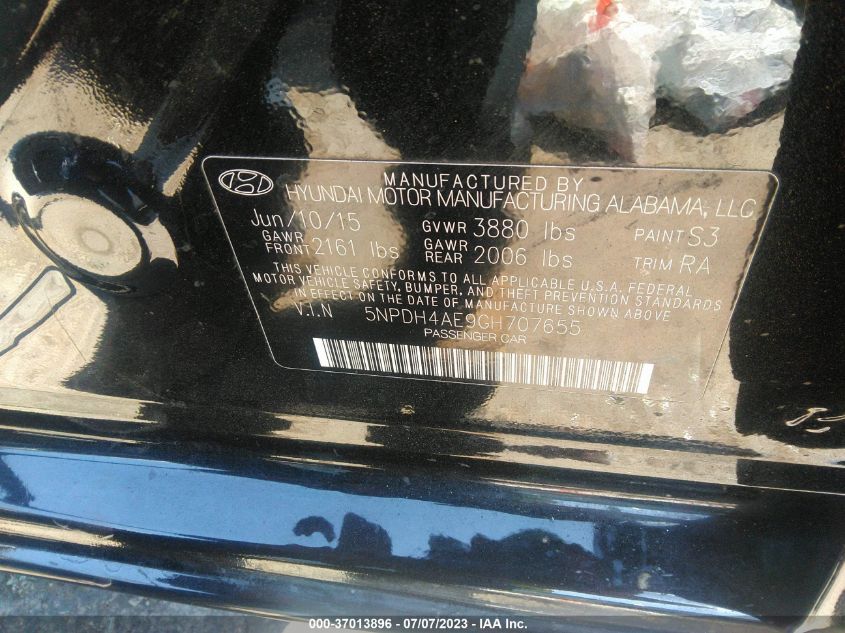 MANUFACTURED BY
HYUNDAI MOTOR MANUFACTURING ALABAMA, LLC
Jun/10/15 GVWR 3880 lbs PAINT S3
GAWR FRONT 2161 lbs GAWR REAR 2006 lbs TRIM RA
THIS VEHICLE CONFORMS TO ALL APPLICABLE U.S.A. FEDERAL
MOTOR VEHICLE SAFETY, BUMPER, AND THEFT PREVENTION STANDARDS
IN EFFECT ON THE DATE OF MANUFACTURE SHOWN ABOVE
V.I.N 5NPDH4AE9GH707655
PASSENGER CAR
000-37013896 - 07/07/2023 - IAA Inc.